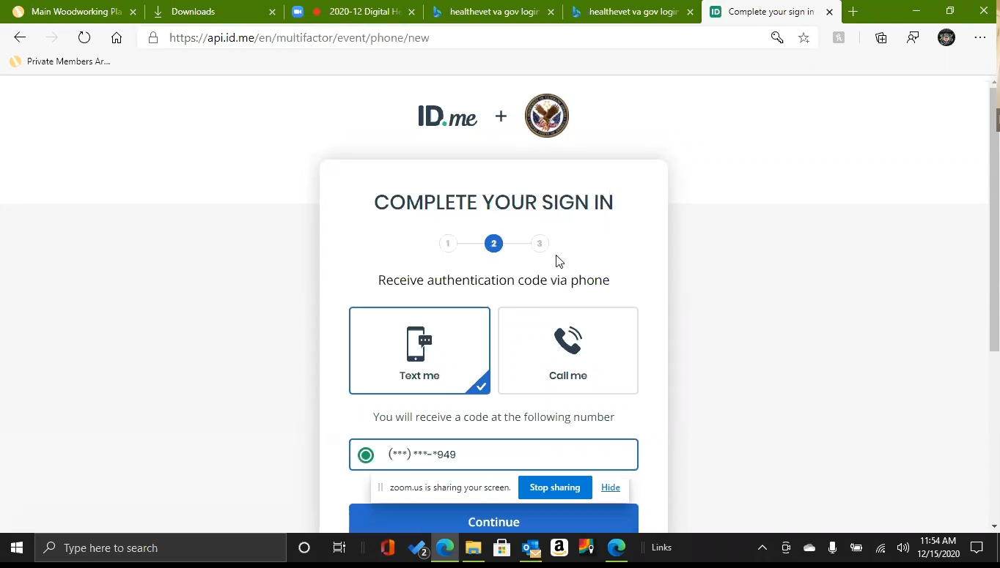 Main Woodworking Pla
Downloads
2020-12 Digital He
healthevet va gov login
healthevet va gov login
ID Complete your sign in
https://api.id.me/en/multifactor/event/phone/new
Private Members Ar...
ID.me +
COMPLETE YOUR SIGN IN
1 2 3
Receive authentication code via phone
Text me
Call me
You will receive a code at the following number
(***) ***-*949
zoom.us is sharing your screen. Stop sharing Hide
Continue
Type here to search
2
Links
11:54 AM
12/15/2020